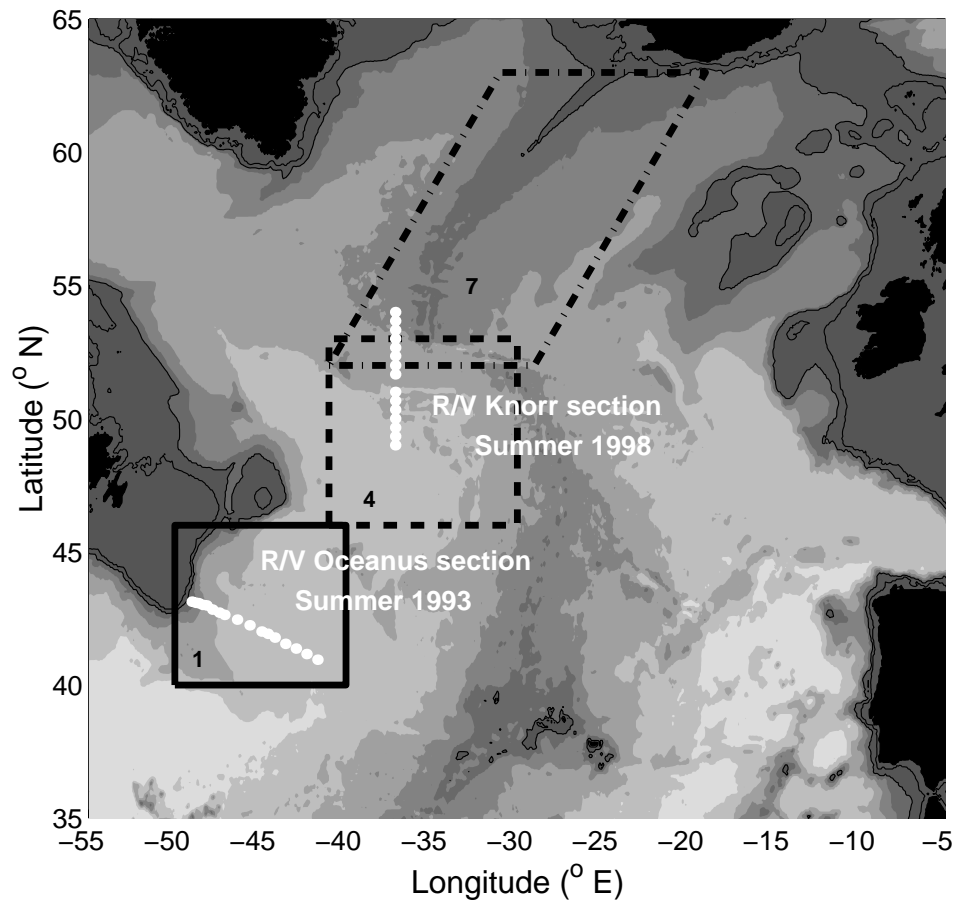 65
60
55
50
45
40
35
Latitude (° N)
7
R/V Knorr section
Summer 1998
4
R/V Oceanus section
Summer 1993
1
−55 −50 −45 −40 −35 −30 −25 −20 −15 −10 −5
Longitude (° E)